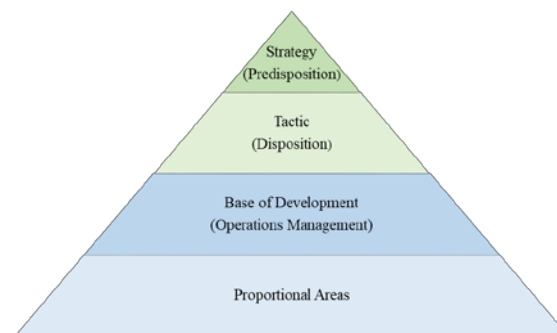 Strategy
(Predisposition)
Tactic
(Disposition)
Base of Development
(Operations Management)
Proportional Areas